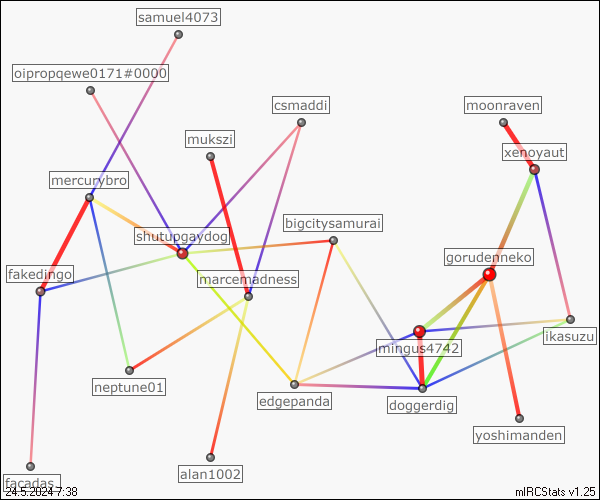 samuel4073
oipropqewe0171#0000
csmaddi
moonraven
mukszi
xenoyaut
mercurybro
bigcitysamurai
shutupgaydog
gorudenneko
fakedingo
marcemadness
ikasuzu
mingus4742
neptune01
edgepanda
doggerdig
yoshimanden
alan1002
facadas_
24.5.2024 7:38
mIRCStats v1.25